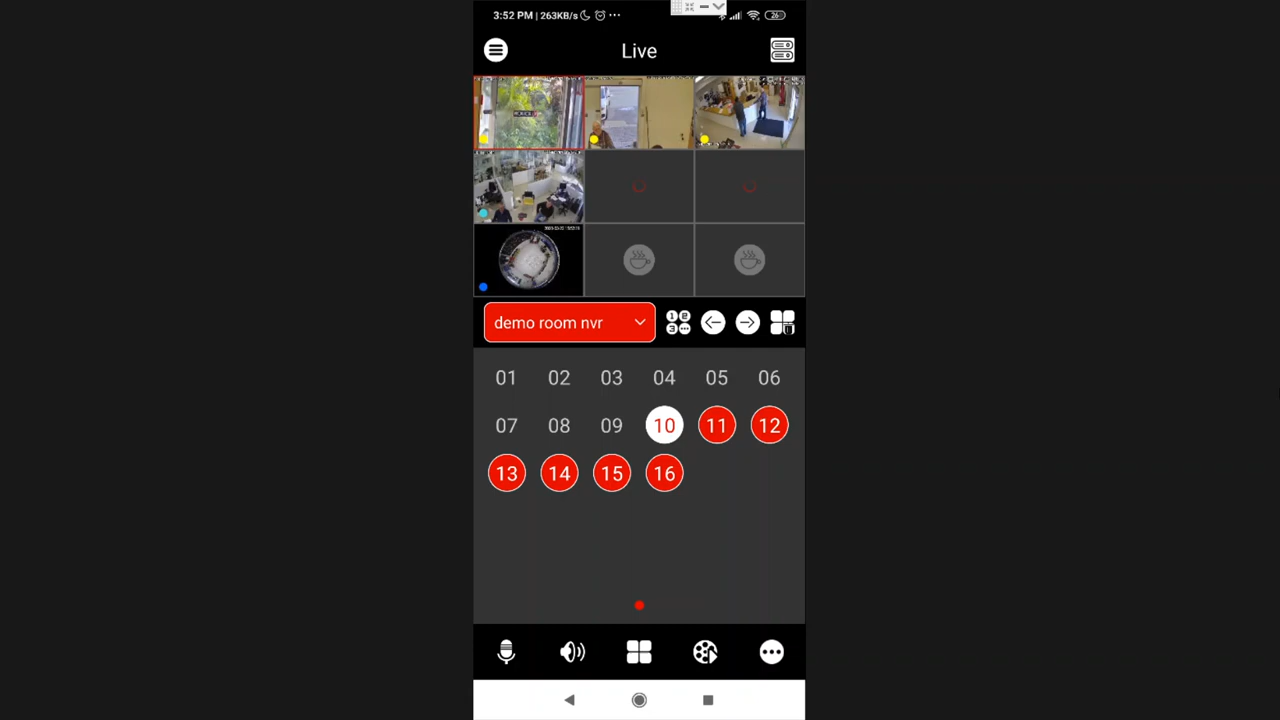 3:52 PM | 263KB/s ...
26
Live
demo room nvr
01 02 03 04 05 06
07 08 09 10 11 12
13 14 15 16